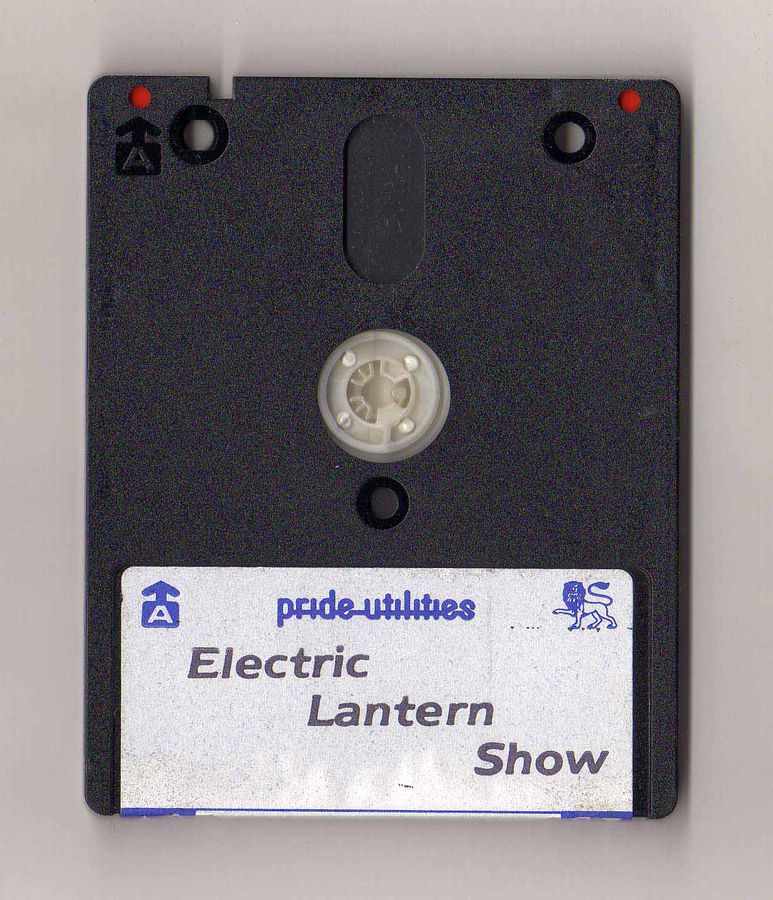 A
A
pride utilities
Electric
Lantern
Show